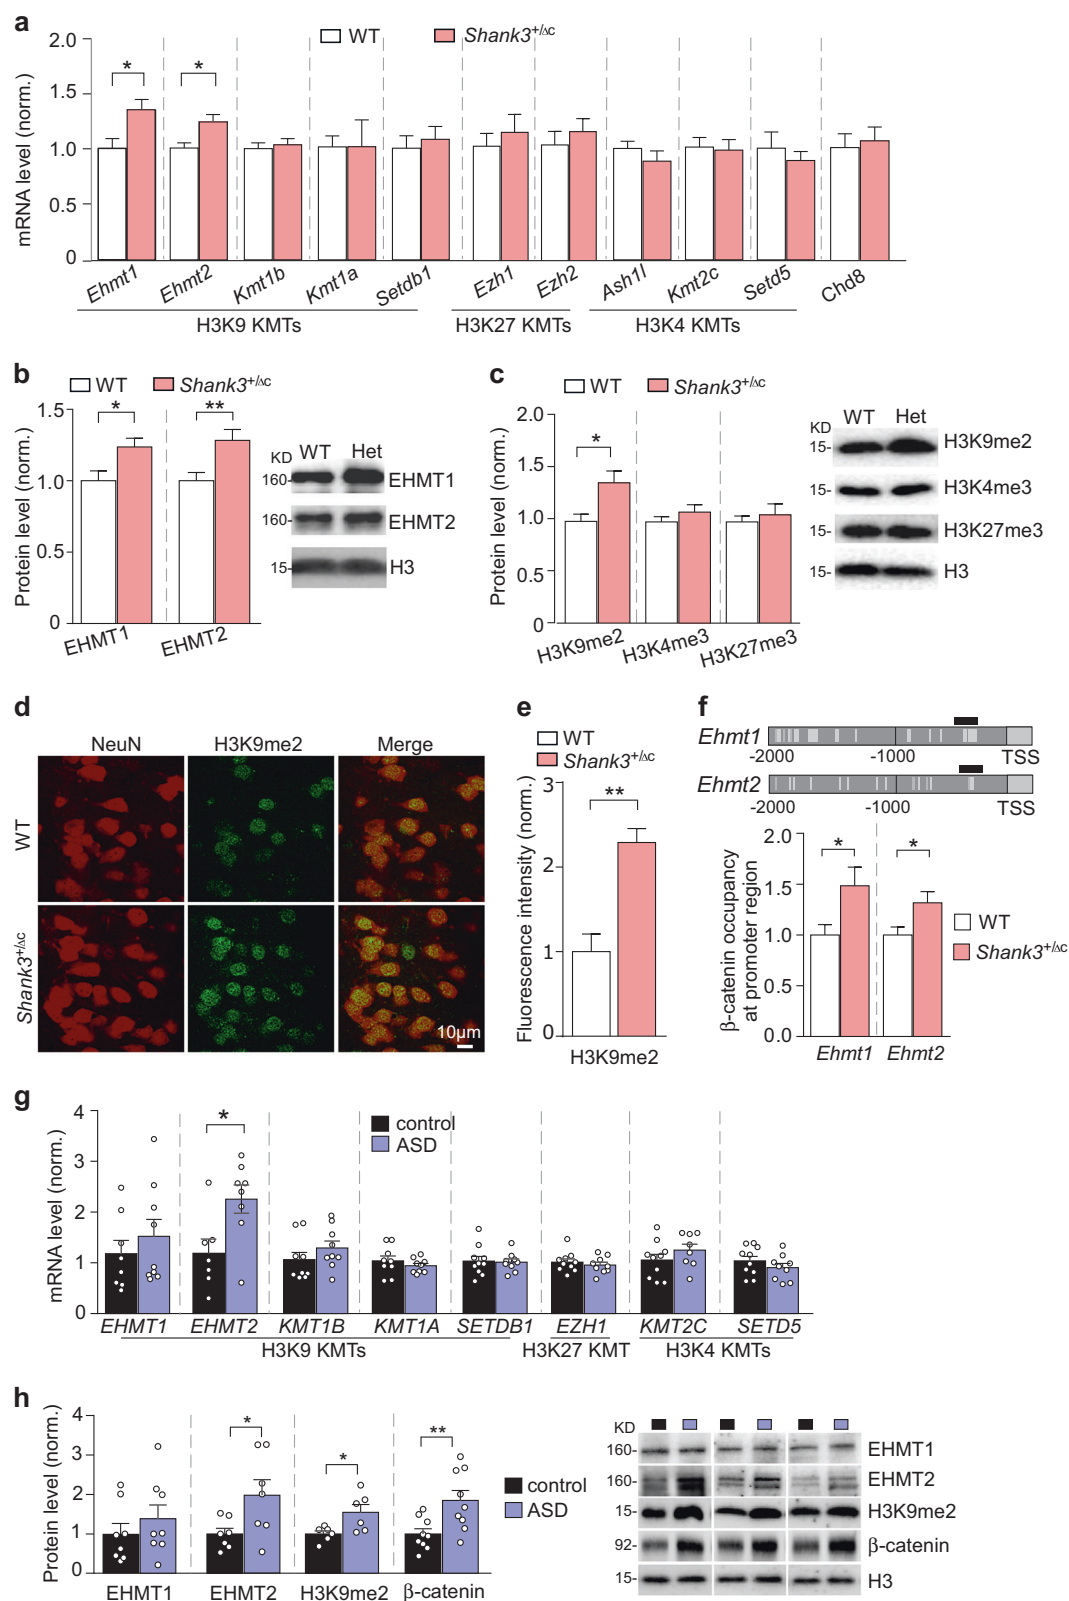 a
WT
Shank3+/ΔC
mRNA level (norm.)
2.0
1.5
1.0
0.5
0
* *
Ehmt1 Ehmt2 Kmt1b Kmt1a Setdb1 Ezh1 Ezh2 Ash1l Kmt2c Setd5 Chd8
H3K9 KMTs H3K27 KMTs H3K4 KMTs
b
WT Shank3+/ΔC
Protein level (norm.)
1.5
1.0
0.5
0
* **
EHMT1 EHMT2
KD WT Het
160- EHMT1
160- EHMT2
15- H3
c
WT Shank3+/ΔC
Protein level (norm.)
2.0
1.5
1.0
0.5
0
*
H3K9me2 H3K4me3 H3K27me3
KD WT Het
15- H3K9me2
15- H3K4me3
15- H3K27me3
15- H3
d
NeuN H3K9me2 Merge
WT
Shank3+/ΔC
10μm
e
WT
Shank3+/ΔC
Fluorescence intensity (norm.)
3
2
1
0
**
H3K9me2
f
Ehmt1
-2000 -1000 TSS
Ehmt2
-2000 -1000 TSS
β-catenin occupancy
at promoter region
2.0
1.5
1.0
0.5
0.0
* *
Ehmt1 Ehmt2
WT
Shank3+/ΔC
g
control
ASD
mRNA level (norm.)
4
3
2
1
0
*
EHMT1 EHMT2 KMT1B KMT1A SETDB1 EZH1 KMT2C SETD5
H3K9 KMTs H3K27 KMT H3K4 KMTs
h
Protein level (norm.)
4
3
2
1
0
* * **
EHMT1 EHMT2 H3K9me2 β-catenin
control
ASD
KD
160- EHMT1
160- EHMT2
15- H3K9me2
92- β-catenin
15- H3